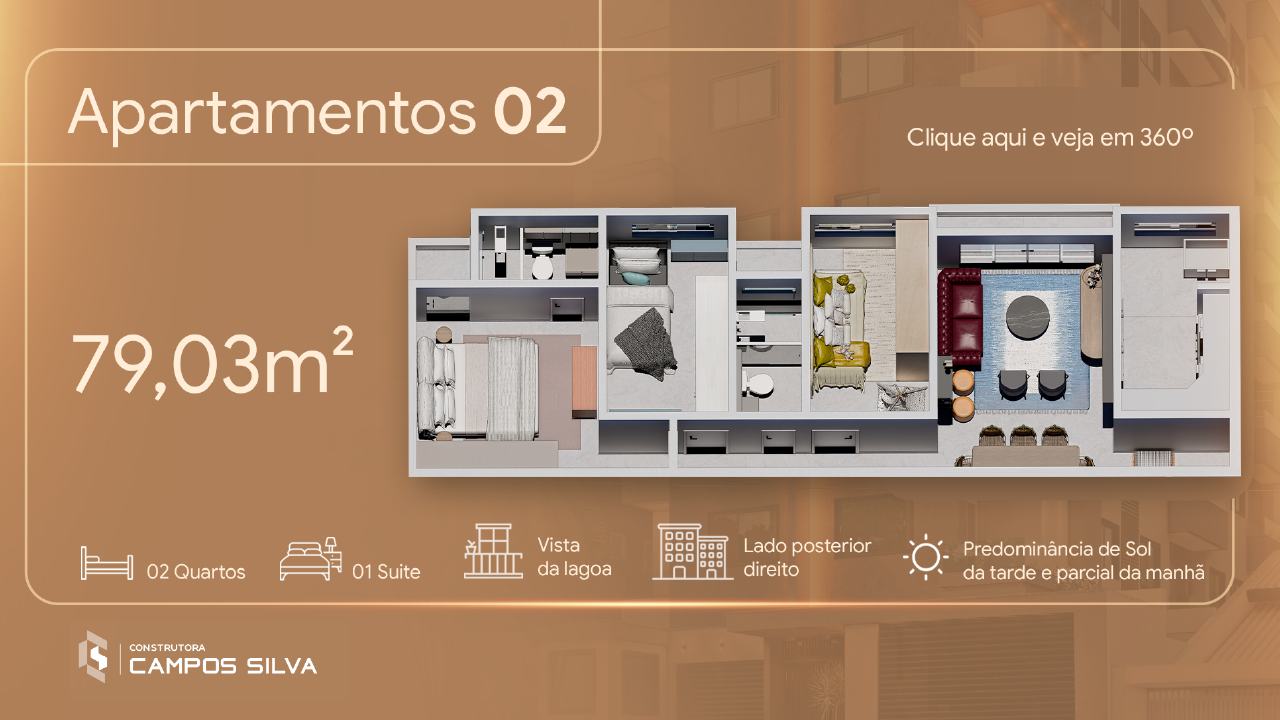 Apartamentos 02
Clique aqui e veja em 360º
79,03m²
02 Quartos
01 Suite
Vista
da lagoa
Lado posterior
direito
Predominância de Sol
da tarde e parcial da manhã
CONSTRUTORA
CAMPOS SILVA